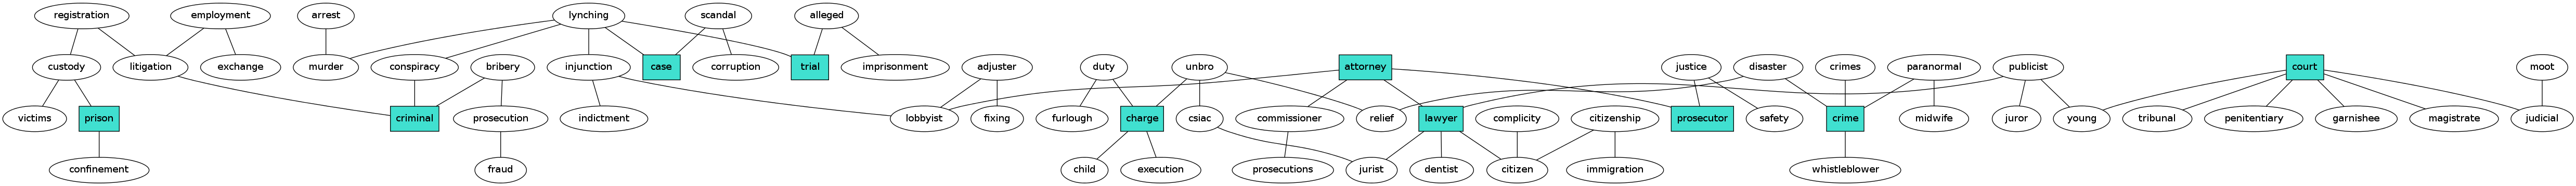 registration employment arrest lynching scandal alleged
custody litigation exchange murder conspiracy bribery injunction case corruption trial imprisonment adjuster duty unbro attorney justice disaster crimes paranormal publicist court moot
victims prison criminal prosecution indictment lobbyist fixing furlough charge csiac commissioner relief lawyer complicity citizenship prosecutor safety crime midwife juror young tribunal penitentiary garnishee magistrate judicial
confinement fraud child execution prosecutions jurist dentist citizen immigration whistleblower